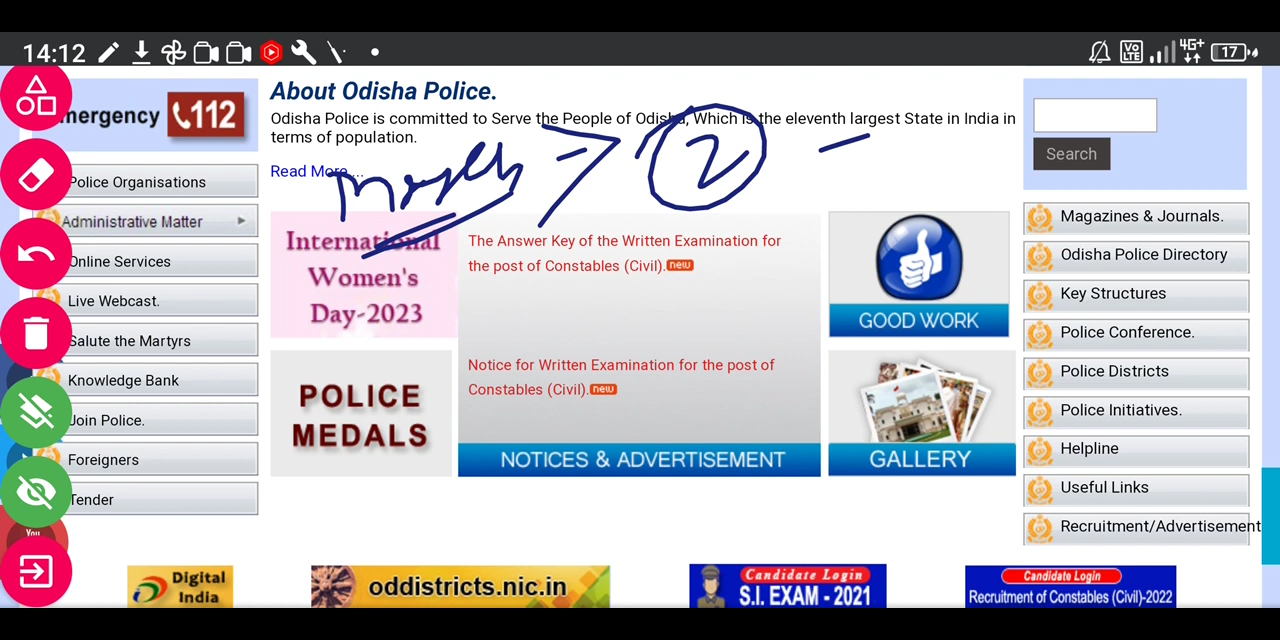 14:12
VO LTE
4G+
17
Emergency 112
About Odisha Police.
Odisha Police is committed to Serve the People of Odisha, Which is the eleventh largest State in India in
terms of population.
Read More...
2
Search
Police Organisations
Administrative Matter
Online Services
Live Webcast.
Salute the Martyrs
Knowledge Bank
Join Police.
Foreigners
Tender
You
International
Women's
Day-2023
POLICE
MEDALS
The Answer Key of the Written Examination for
the post of Constables (Civil). new
Notice for Written Examination for the post of
Constables (Civil). new
NOTICES & ADVERTISEMENT
GOOD WORK
GALLERY
Magazines & Journals.
Odisha Police Directory
Key Structures
Police Conference.
Police Districts
Police Initiatives.
Helpline
Useful Links
Recruitment/Advertisement
Digital
India
oddistricts.nic.in
Candidate Login
S.I. EXAM - 2021
Candidate Login
Recruitment of Constables (Civil)-2022